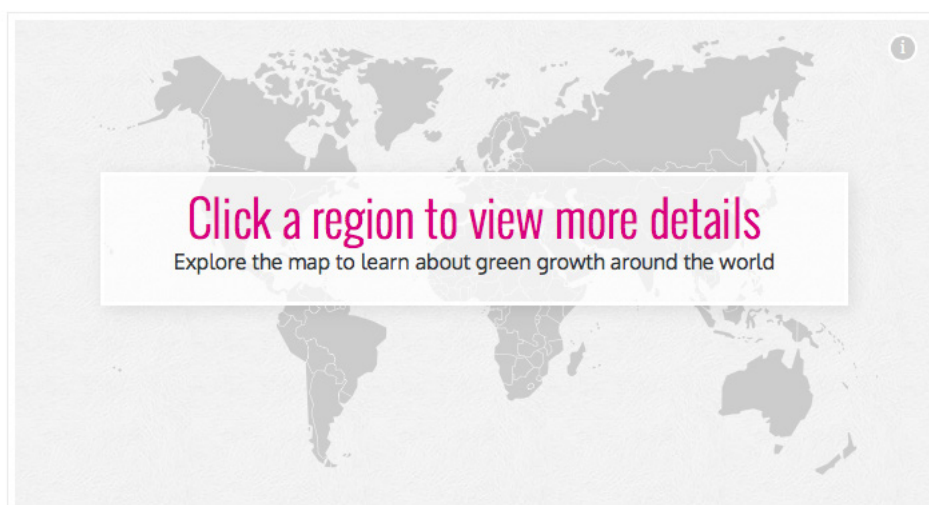 i
Click a region to view more details
Explore the map to learn about green growth around the world